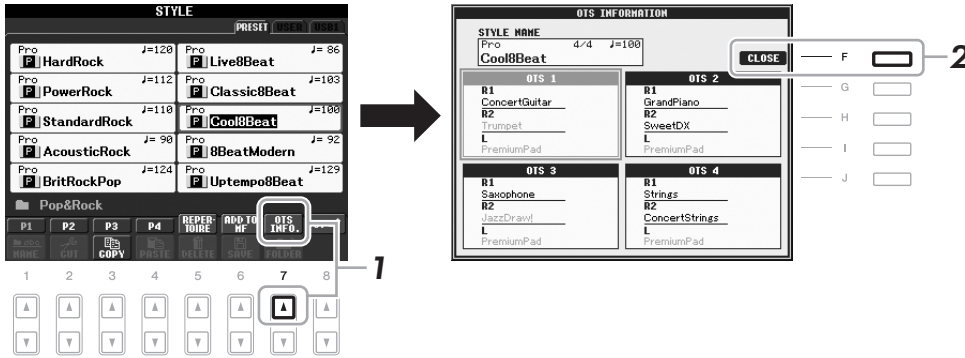 STYLE
PRESET USER USB1
Pro ♩=120
P HardRock
Pro ♩= 86
P Live8Beat
Pro ♩=112
P PowerRock
Pro ♩=103
P Classic8Beat
Pro ♩=110
P StandardRock
Pro ♩=100
P Cool8Beat
Pro ♩= 90
P AcousticRock
Pro ♩= 92
P 8BeatModern
Pro ♩=124
P BritRockPop
Pro ♩=129
P Uptempo8Beat
Pop&Rock
P1 P2 P3 P4 REPER-TOIRE ADD TO MF OTS INFO.
NAME CUT COPY PASTE DELETE SAVE FOLDER
1 2 3 4 5 6 7 8
1
OTS INFORMATION
STYLE NAME
Pro 4/4 ♩=100
Cool8Beat
CLOSE
OTS 1
R1
ConcertGuitar
R2
Trumpet
L
PremiumPad
OTS 2
R1
GrandPiano
R2
SweetDX
L
PremiumPad
OTS 3
R1
Saxophone
R2
JazzDraw!
L
PremiumPad
OTS 4
R1
Strings
R2
ConcertStrings
L
PremiumPad
F
G
H
I
J
2